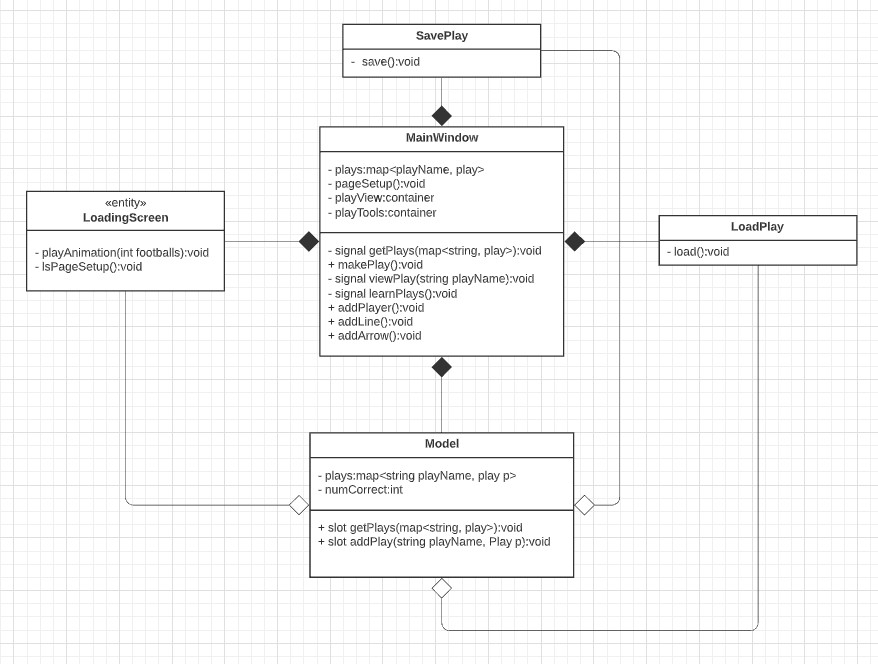 SavePlay
- save():void
MainWindow
- plays:map<playName, play>
- pageSetup():void
- playView:container
- playTools:container
- signal getPlays(map<string, play>):void
+ makePlay():void
- signal viewPlay(string playName):void
- signal learnPlays():void
+ addPlayer():void
+ addLine():void
+ addArrow():void
«entity»
LoadingScreen
- playAnimation(int footballs):void
- lsPageSetup():void
LoadPlay
- load():void
Model
- plays:map<string playName, play p>
- numCorrect:int
+ slot getPlays(map<string, play>):void
+ slot addPlay(string playName, Play p):void